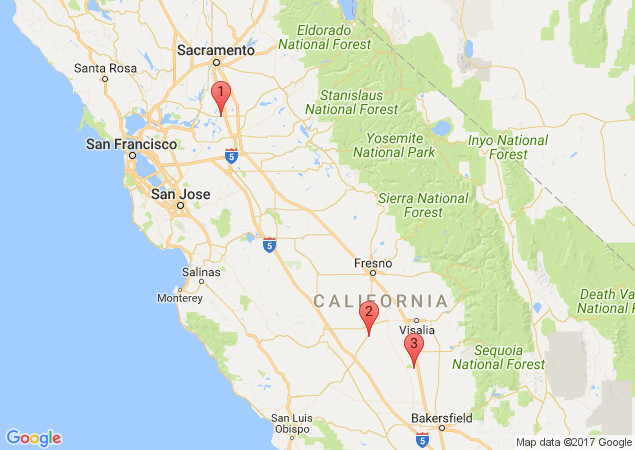 Eldorado
National Forest
Sacramento
Santa Rosa
1
Stanislaus
National Forest
Yosemite
National Park
Inyo National
Forest
San Francisco
5
San Jose
Sierra National
Forest
5
Salinas
Fresno
Monterey
CALIFORNIA
Death Va
National P
2
Visalia
3
Sequoia
National Forest
San Luis
Obispo
Bakersfield
5
Google
Map data ©2017 Google